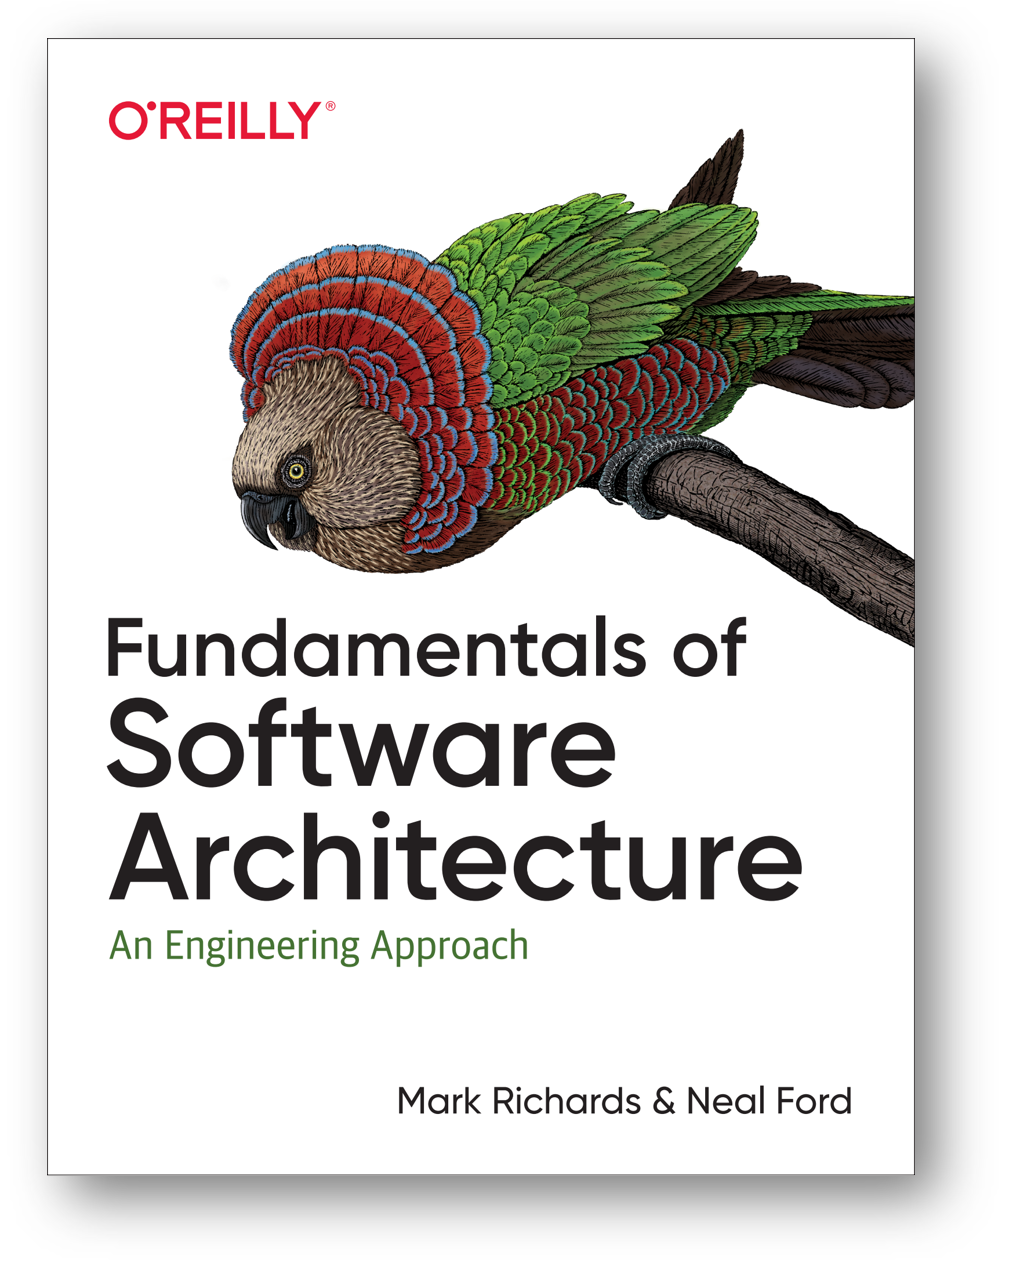 O'REILLY®
Fundamentals of
Software
Architecture
An Engineering Approach
Mark Richards & Neal Ford